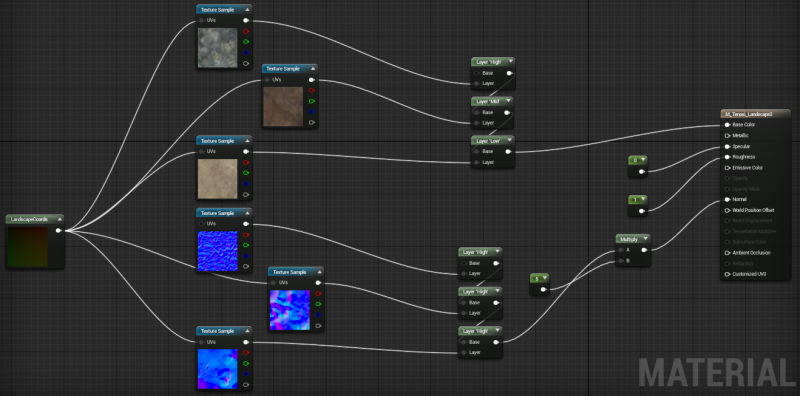 Texture Sample
UVs
Texture Sample
UVs
Texture Sample
UVs
LandscapeCoords
Texture Sample
UVs
Texture Sample
UVs
Texture Sample
UVs
Layer 'High'
Base
Layer
Layer 'Mid'
Base
Layer
Layer 'Low'
Base
Layer
Layer 'High'
Base
Layer
Layer 'High'
Base
Layer
Layer 'High'
Base
Layer
0
1
5
Multiply
A
B
M_Terrain_Landscape2
Base Color
Metallic
Specular
Roughness
Emissive Color
Opacity
Opacity Mask
Normal
World Position Offset
World Displacement
Tessellation Multiplier
Subsurface Color
Ambient Occlusion
Refraction
Customized UV0
MATERIAL